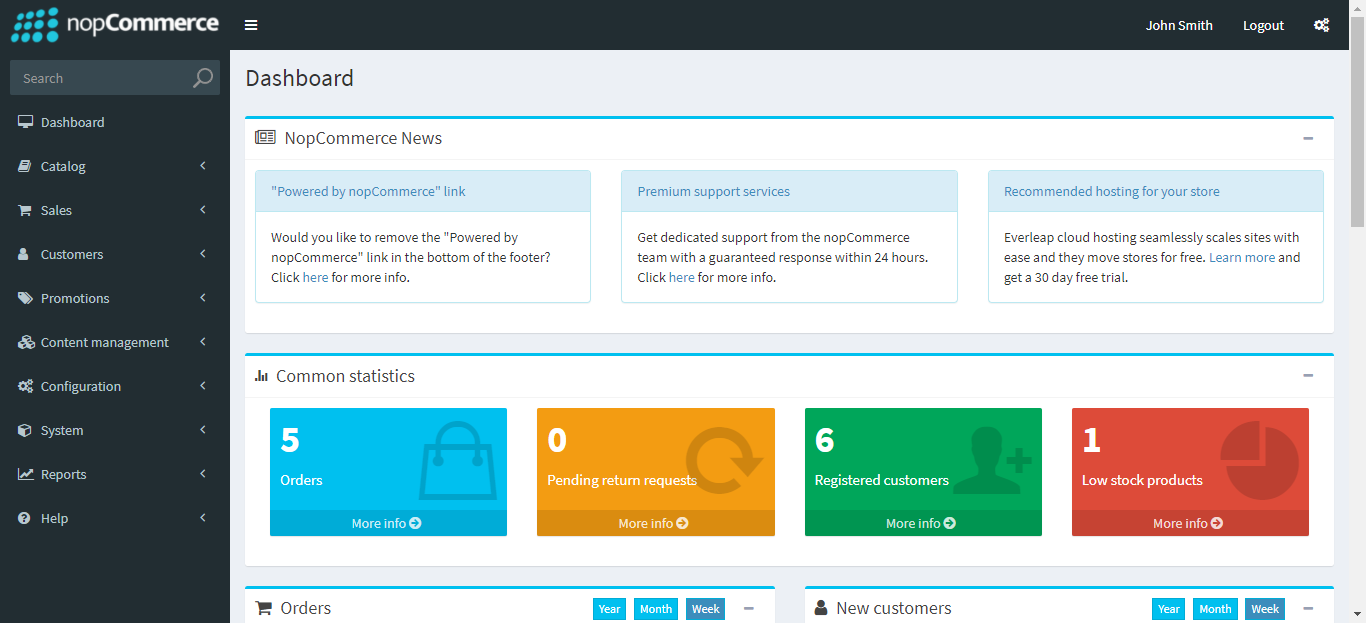 nopCommerce
John Smith
Logout
Search
Dashboard
Catalog
Sales
Customers
Promotions
Content management
Configuration
System
Reports
Help
Dashboard
NopCommerce News
"Powered by nopCommerce" link
Would you like to remove the "Powered by
nopCommerce" link in the bottom of the footer?
Click here for more info.
Premium support services
Get dedicated support from the nopCommerce
team with a guaranteed response within 24 hours.
Click here for more info.
Recommended hosting for your store
Everleap cloud hosting seamlessly scales sites with
ease and they move stores for free. Learn more and
get a 30 day free trial.
Common statistics
5
Orders
More info
0
Pending return requests
More info
6
Registered customers
More info
1
Low stock products
More info
Orders
Year
Month
Week
New customers
Year
Month
Week